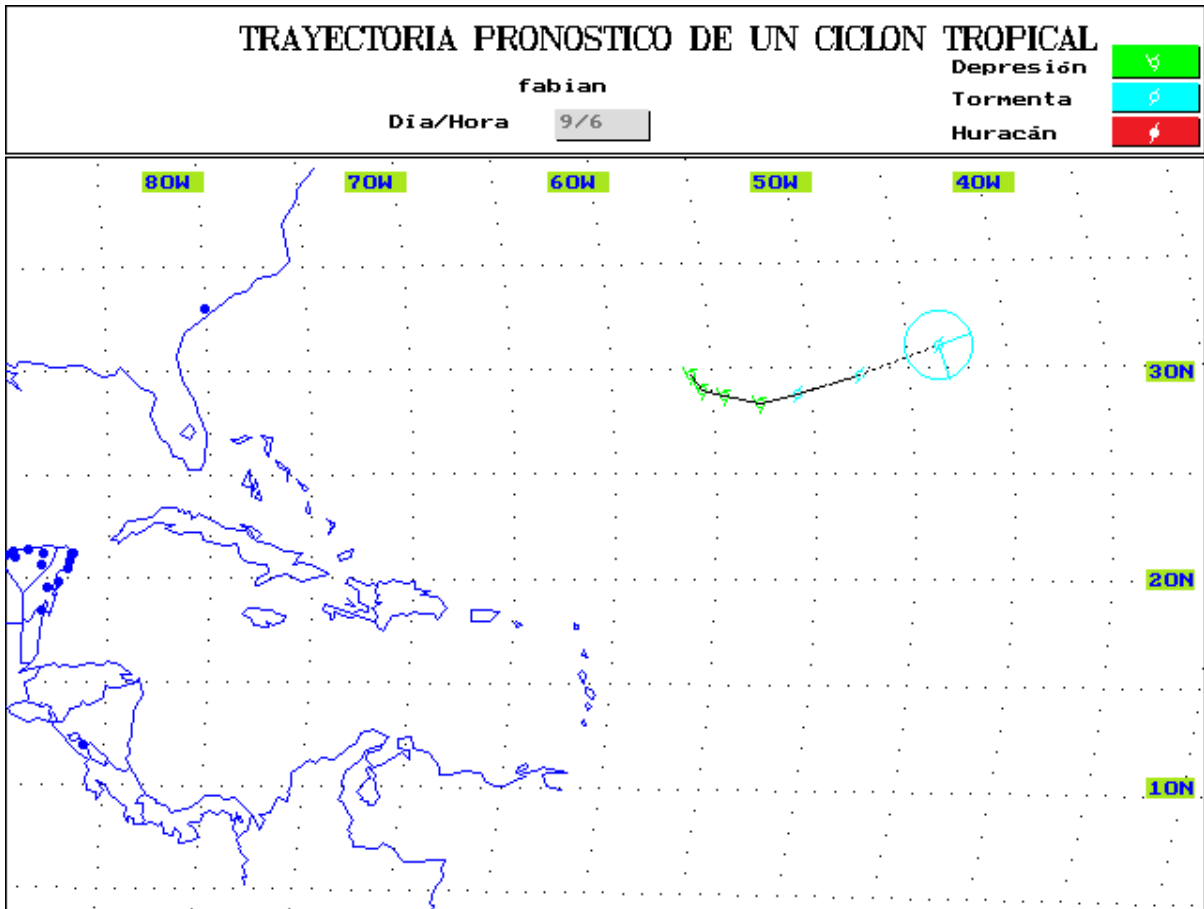 TRAYECTORIA PRONOSTICO DE UN CICLON TROPICAL
Depresión
fabian
Tormenta
Día/Hora 9/6
Huracán
80W 70W 60W 50W 40W
30N
20N
10N